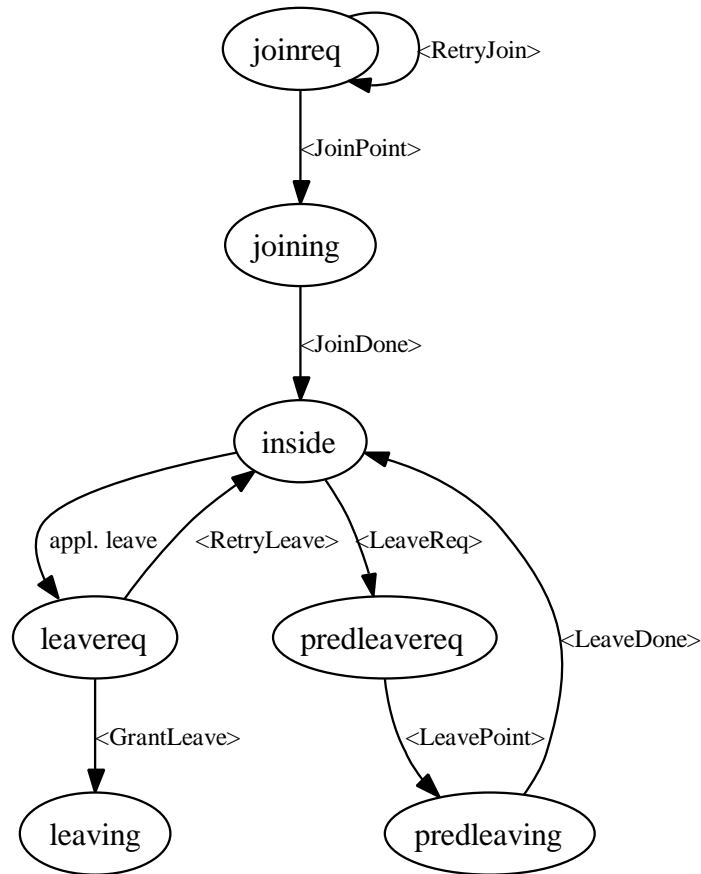 joinreq
<RetryJoin>
<JoinPoint>
joining
<JoinDone>
inside
appl. leave
<RetryLeave>
<LeaveReq>
leavereq
predleavereq
<LeaveDone>
<GrantLeave>
<LeavePoint>
leaving
predleaving